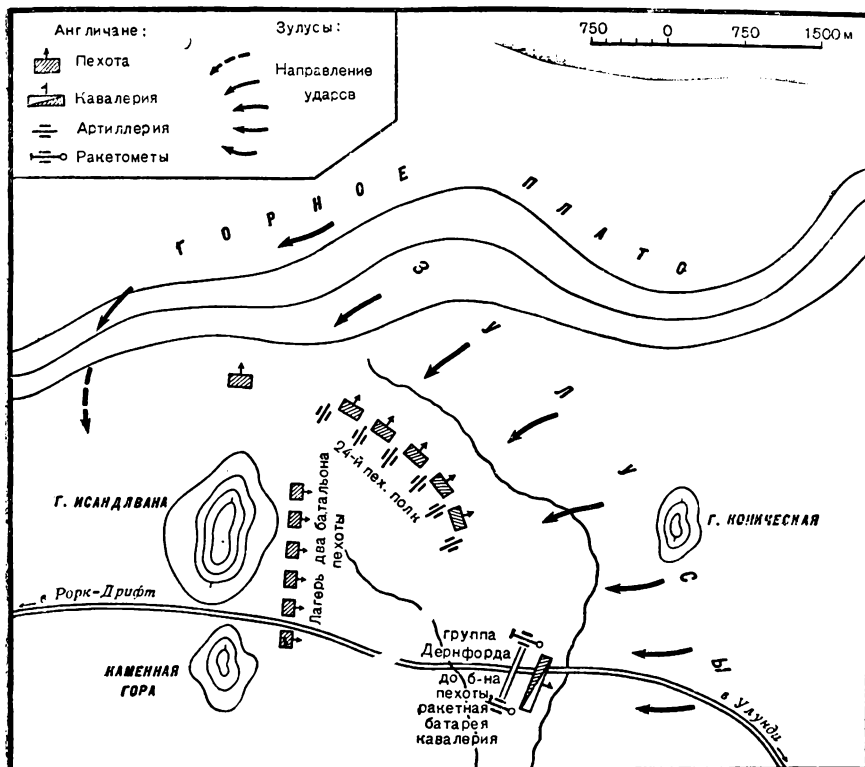 Англичане:
Пехота
Кавалерия
Артиллерия
Ракетометы
Зулусы:
Направление
ударов
750 0 750 1500 м
ГОРНОЕ ПЛАТО
ЗУЛУСЫ
24-й пех. полк
Г. ИСАНДЛВАНА
Лагерь два батальона
пехоты
Г. КОНИЧЕСКАЯ
в Рорк-Дрифт
КАМЕННАЯ
ГОРА
группа
Дернфорда
до б-на
пехоты,
ракетная
батарея
кавалерия
в Улунди